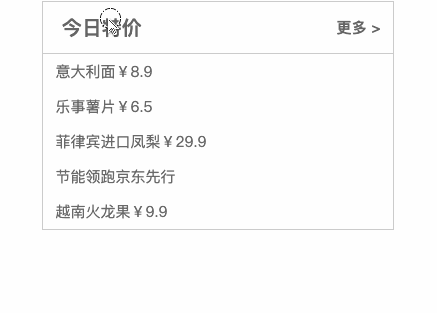 今日特价
更多 >
意大利面￥8.9
乐事薯片￥6.5
菲律宾进口凤梨￥29.9
节能领跑京东先行
越南火龙果￥9.9